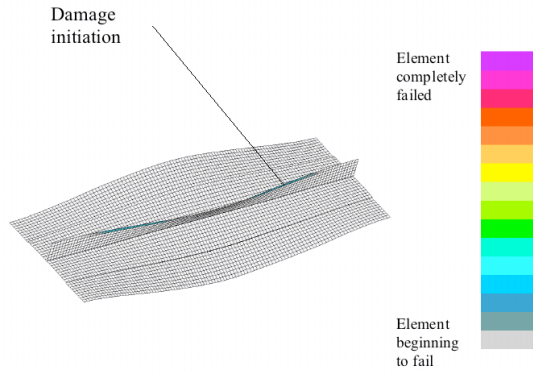 Damage
initiation
Element
completely
failed
Element
beginning
to fail